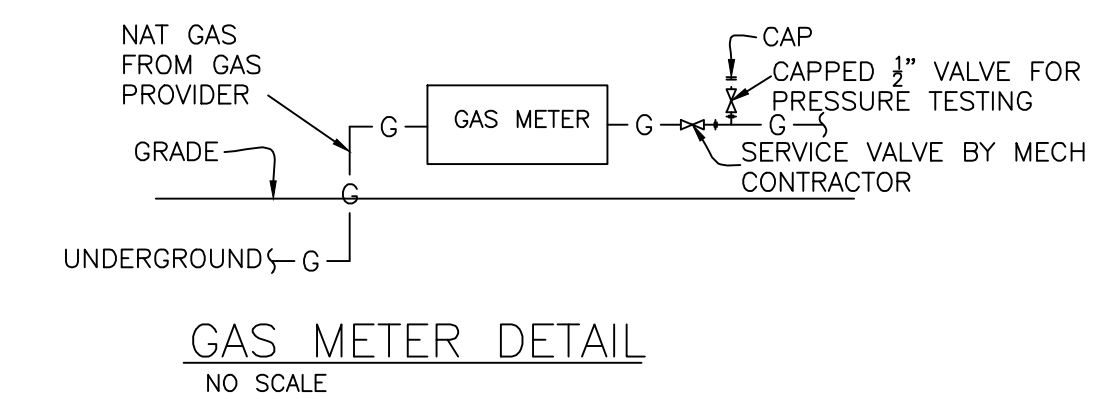 NAT GAS
FROM GAS
PROVIDER
CAP
CAPPED ½" VALVE FOR
PRESSURE TESTING
G
GAS METER
G
G
GRADE
SERVICE VALVE BY MECH
CONTRACTOR
G
UNDERGROUND
G
GAS METER DETAIL
NO SCALE